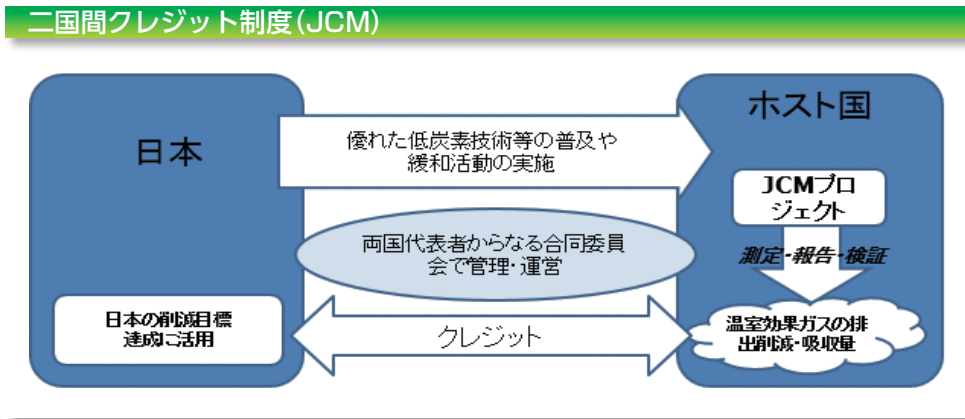 二国間クレジット制度(JCM)
日本
優れた低炭素技術等の普及や
緩和活動の実施
ホスト国
JCMプロ
ジェクト
測定・報告・検証
両国代表者からなる合同委員
会で管理・運営
日本の削減目標
達成に活用
クレジット
温室効果ガスの排
出削減・吸収量